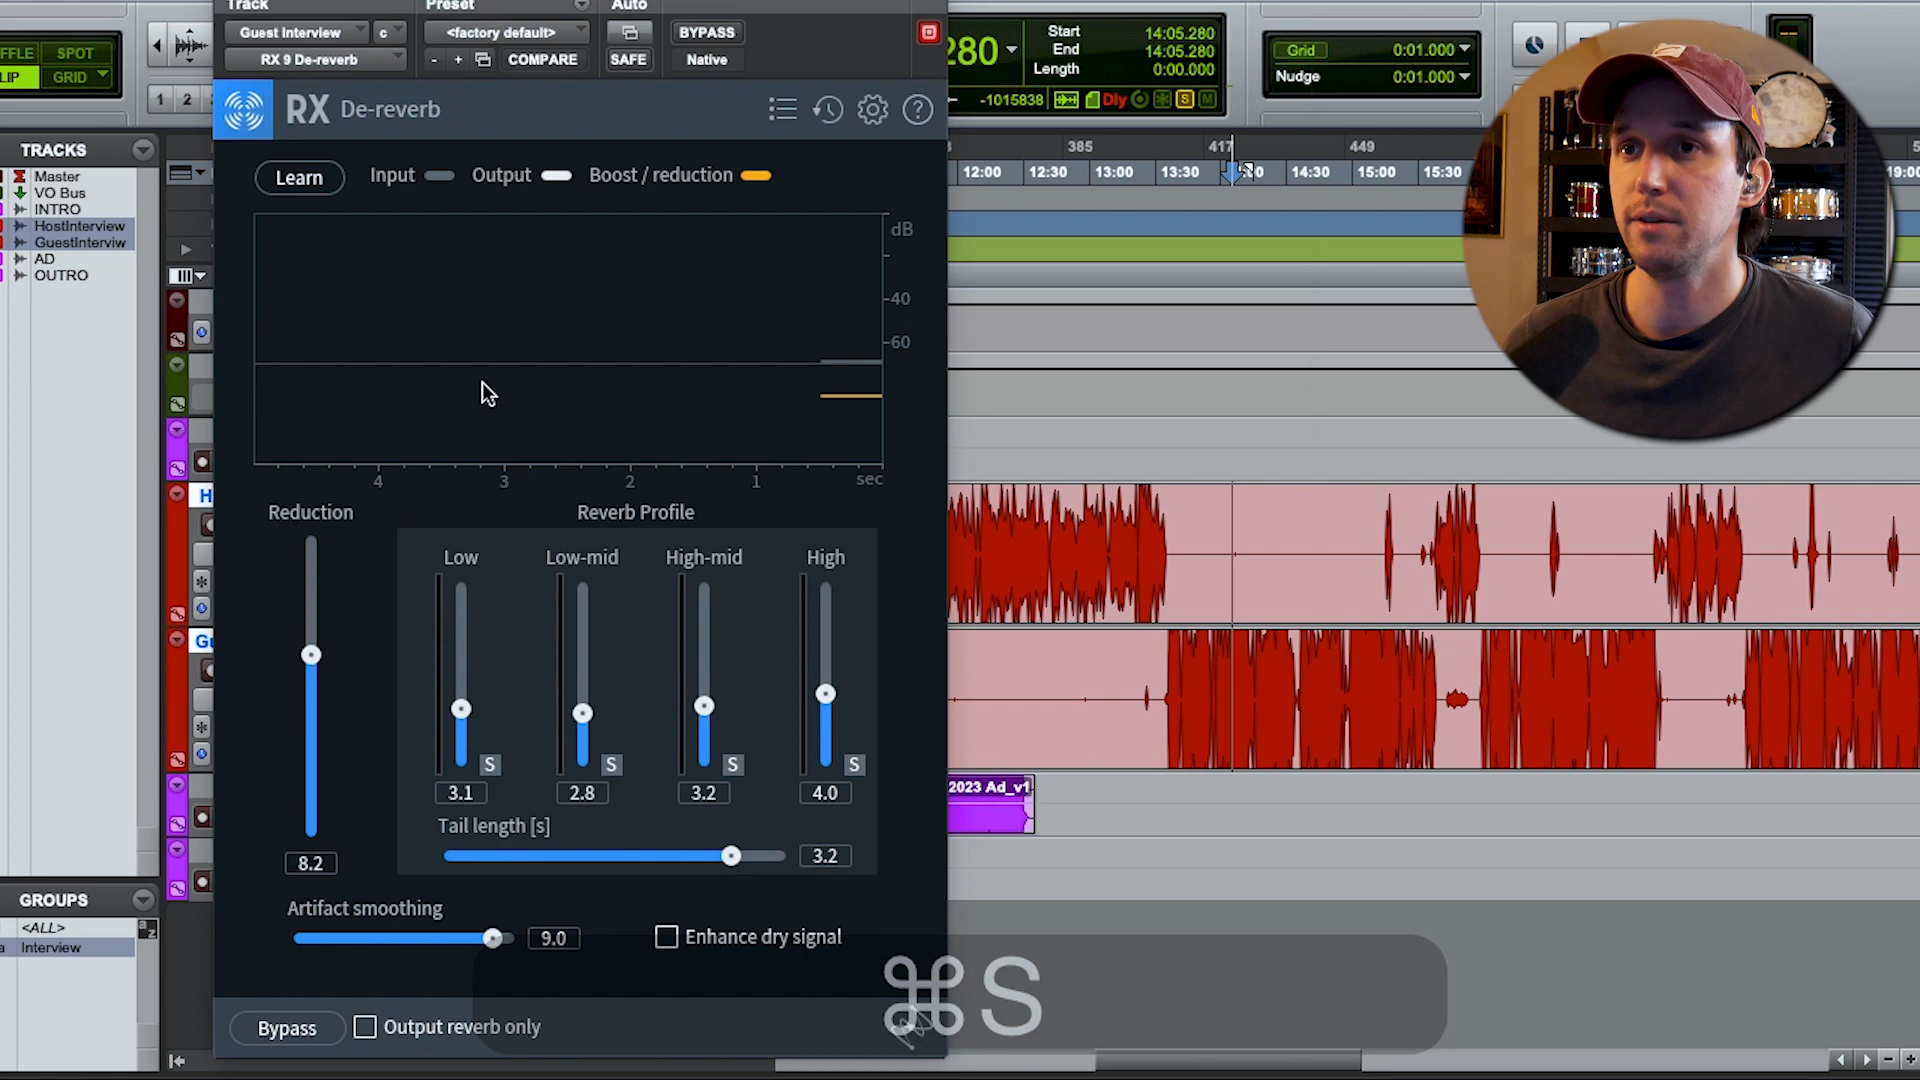 Track
Preset
Auto
Guest Interview
c
<factory default>
BYPASS
RX 9 De-reverb
- +
COMPARE
SAFE
Native
FFLE
SPOT
LIP
GRID
1 2
280
Start 14:05.280
End 14:05.280
Length 0:00.000
-1015838
Dly
S
M
Grid 0:01.000
Nudge 0:01.000
RX De-reverb
?
TRACKS
Master
VO Bus
INTRO
HostInterview
GuestInterviw
AD
OUTRO
Learn
Input
Output
Boost / reduction
385
417
449
12:00 12:30 13:00 13:30
14:30 15:00 15:30
19:00
dB
-40
-60
4 3 2 1 sec
Reduction
Reverb Profile
Low Low-mid High-mid High
S S S S
3.1 2.8 3.2 4.0
Tail length [s]
3.2
8.2
H
Gu
2023 Ad_v1
GROUPS
<ALL>
a Interview
a
z
Artifact smoothing
9.0
Enhance dry signal
⌘S
Bypass
Output reverb only
- +